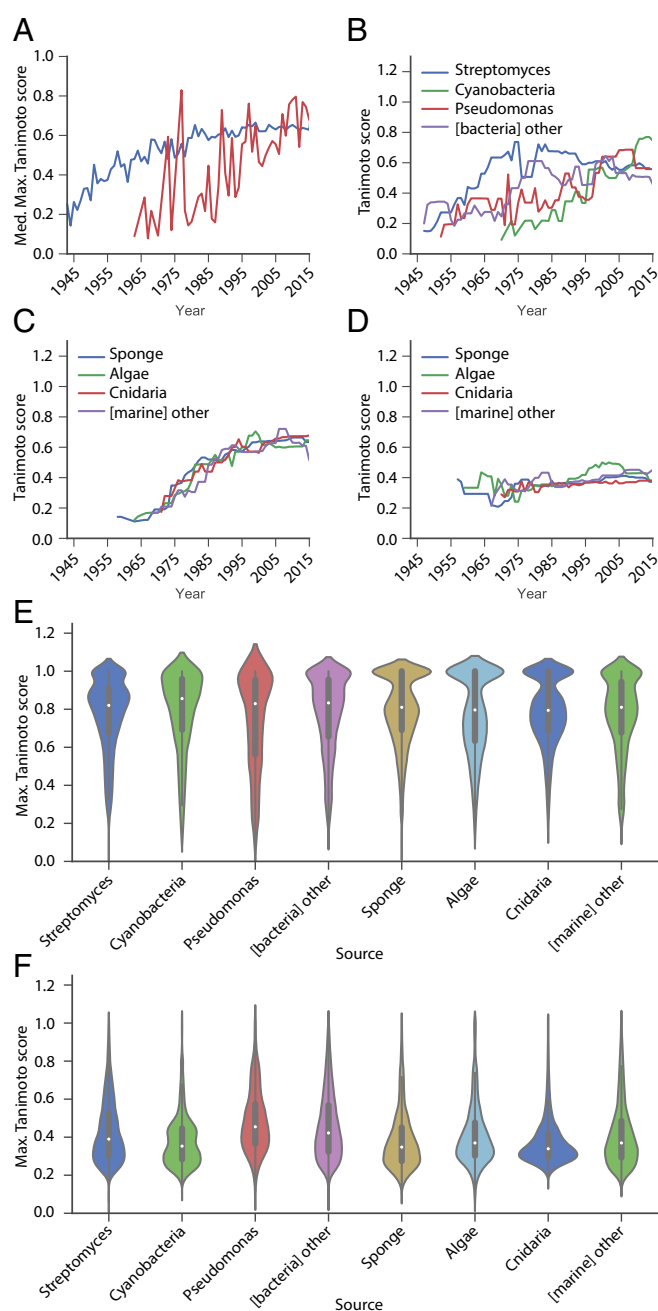 A
Med. Max. Tanimoto score
1.0
0.8
0.6
0.4
0.2
0.0
1945
1955
1965
1975
1985
1995
2005
2015
Year
B
Tanimoto score
1.2
1.0
0.8
0.6
0.4
0.2
0.0
Streptomyces
Cyanobacteria
Pseudomonas
[bacteria] other
1945
1955
1965
1975
1985
1995
2005
2015
Year
C
Tanimoto score
1.2
1.0
0.8
0.6
0.4
0.2
0.0
Sponge
Algae
Cnidaria
[marine] other
1945
1955
1965
1975
1985
1995
2005
2015
Year
D
Tanimoto score
1.2
1.0
0.8
0.6
0.4
0.2
0.0
Sponge
Algae
Cnidaria
[marine] other
1945
1955
1965
1975
1985
1995
2005
2015
Year
E
Max. Tanimoto score
1.2
1.0
0.8
0.6
0.4
0.2
0.0
Streptomyces
Cyanobacteria
Pseudomonas
[bacteria] other
Sponge
Algae
Cnidaria
[marine] other
Source
F
Max. Tanimoto score
1.2
1.0
0.8
0.6
0.4
0.2
0.0
Streptomyces
Cyanobacteria
Pseudomonas
[bacteria] other
Sponge
Algae
Cnidaria
[marine] other
Source